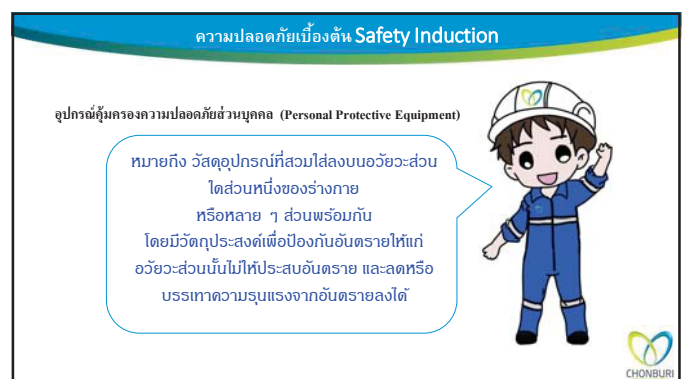 ความปลอดภัยเบื้องต้น Safety Induction
อุปกรณ์คุ้มครองความปลอดภัยส่วนบุคคล (Personal Protective Equipment)
หมายถึง วัสดุอุปกรณ์ที่สวมใส่ลงบนอวัยวะส่วน
ใดส่วนหนึ่งของร่างกาย
หรือหลาย ๆ ส่วนพร้อมกัน
โดยมีวัตถุประสงค์เพื่อป้องกันอันตรายให้แก่
อวัยวะส่วนนั้นไม่ให้ประสบอันตราย และลดหรือ
บรรเทาความรุนแรงจากอันตรายลงได้
CHONBURI